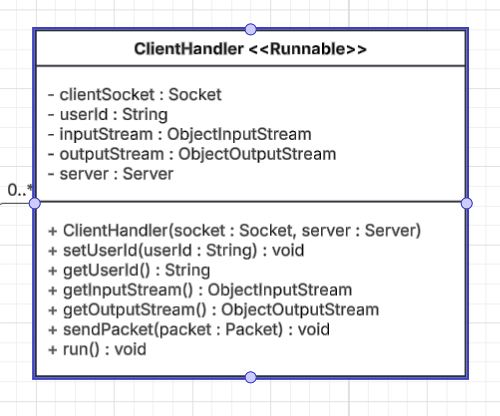 ClientHandler <<Runnable>>
- clientSocket : Socket
- userId : String
- inputStream : ObjectInputStream
- outputStream : ObjectOutputStream
- server : Server
0..*
+ ClientHandler(socket : Socket, server : Server)
+ setUserId(userId : String) : void
+ getUserId() : String
+ getInputStream() : ObjectInputStream
+ getOutputStream() : ObjectOutputStream
+ sendPacket(packet : Packet) : void
+ run() : void